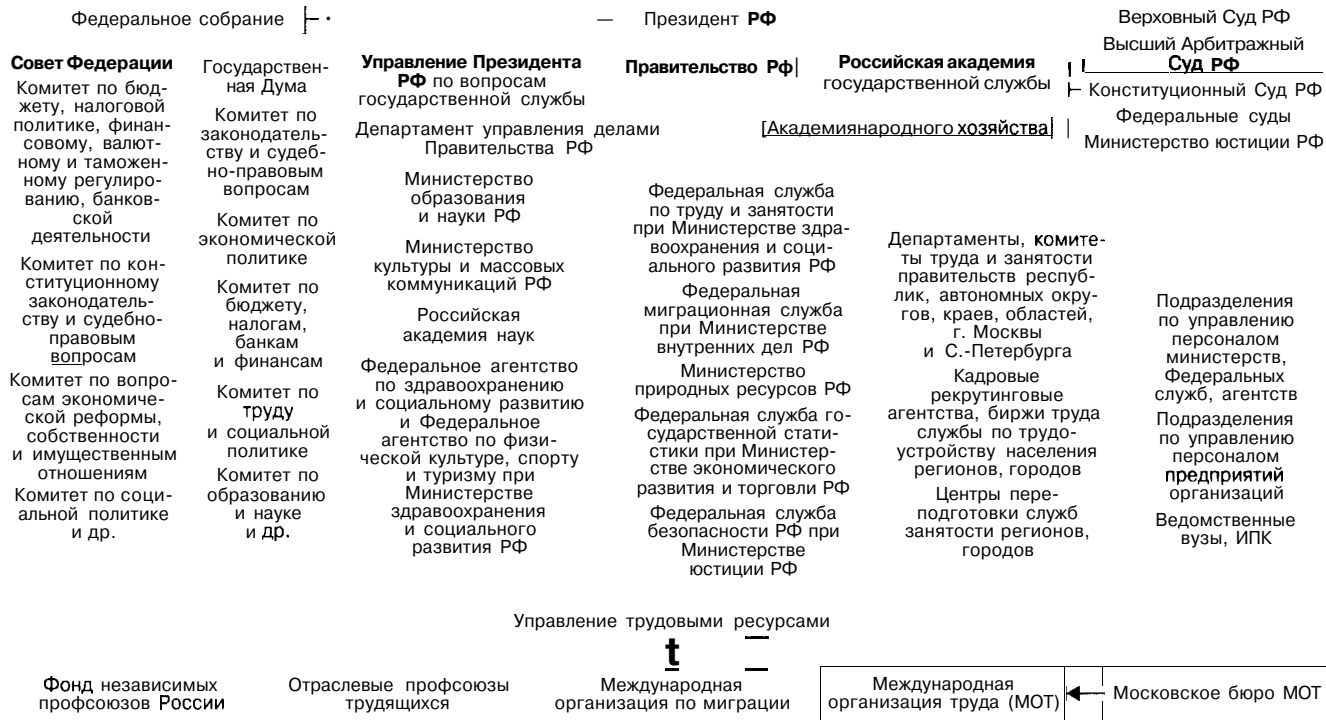 Федеральное собрание
— Президент РФ
Верховный Суд РФ
Высший Арбитражный
Суд РФ
Конституционный Суд РФ
Федеральные суды
Министерство юстиции РФ
Совет Федерации
Комитет по бюд-
жету, налоговой
политике, финан-
совому, валют-
ному и таможен-
ному регулиро-
ванию, банков-
ской
деятельности
Комитет по кон-
ституционному
законодатель-
ству и судебно-
правовым
вопросам
Комитет по вопро-
сам экономиче-
ской реформы,
собственности
и имущественным
отношениям
Комитет по соци-
альной политике
и др.
Государствен-
ная Дума
Комитет по
законодатель-
ству и судеб-
но-правовым
вопросам
Комитет по
экономической
политике
Комитет по
бюджету,
налогам,
банкам
и финансам
Комитет по
труду
и социальной
политике
Комитет по
образованию
и науке
и др.
Управление Президента
РФ по вопросам
государственной службы
Департамент управления делами
Правительства РФ
Министерство
образования
и науки РФ
Министерство
культуры и массовых
коммуникаций РФ
Российская
академия наук
Федеральное агентство
по здравоохранению
и социальному развитию
и Федеральное
агентство по физи-
ческой культуре, спорту
и туризму при
Министерстве
здравоохранения
и социального
развития РФ
Правительство Рф|
Федеральная служба
по труду и занятости
при Министерстве здра-
воохранения и соци-
ального развития РФ
Федеральная
миграционная служба
при Министерстве
внутренних дел РФ
Министерство
природных ресурсов РФ
Федеральная служба го-
сударственной стати-
стики при Министер-
стве экономического
развития и торговли РФ
Федеральная служба
безопасности РФ при
Министерстве
юстиции РФ
Российская академия
государственной службы
[Академиянародного хозяйства|
Департаменты, комите-
ты труда и занятости
правительств респуб-
лик, автономных окру-
гов, краев, областей,
г. Москвы
и С.-Петербурга
Кадровые
рекрутинговые
агентства, биржи труда
службы по трудо-
устройству населения
регионов, городов
Центры пере-
подготовки служб
занятости регионов,
городов
Подразделения
по управлению
персоналом
министерств,
Федеральных
служб, агентств
Подразделения
по управлению
персоналом
предприятий
организаций
Ведомственные
вузы, ИПК
Управление трудовыми ресурсами
t
Фонд независимых
профсоюзов России
Отраслевые профсоюзы
трудящихся
Международная
организация по миграции
Международная
организация труда (МОТ)
Московское бюро МОТ